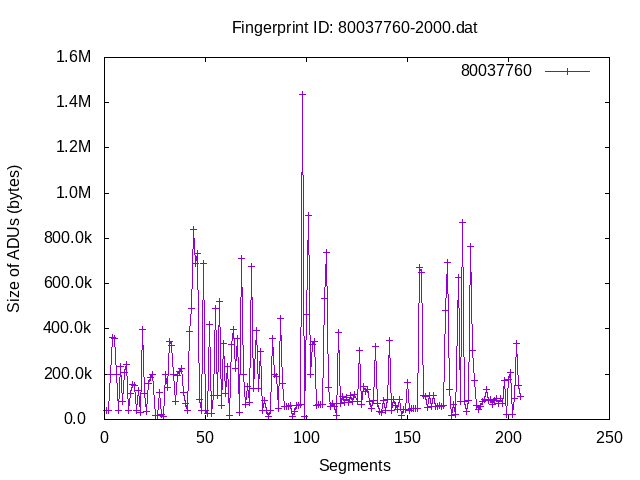 Fingerprint ID: 80037760-2000.dat
80037760
Size of ADUs (bytes)
1.6M
1.4M
1.2M
1.0M
800.0k
600.0k
400.0k
200.0k
0.0
0 50 100 150 200 250
Segments